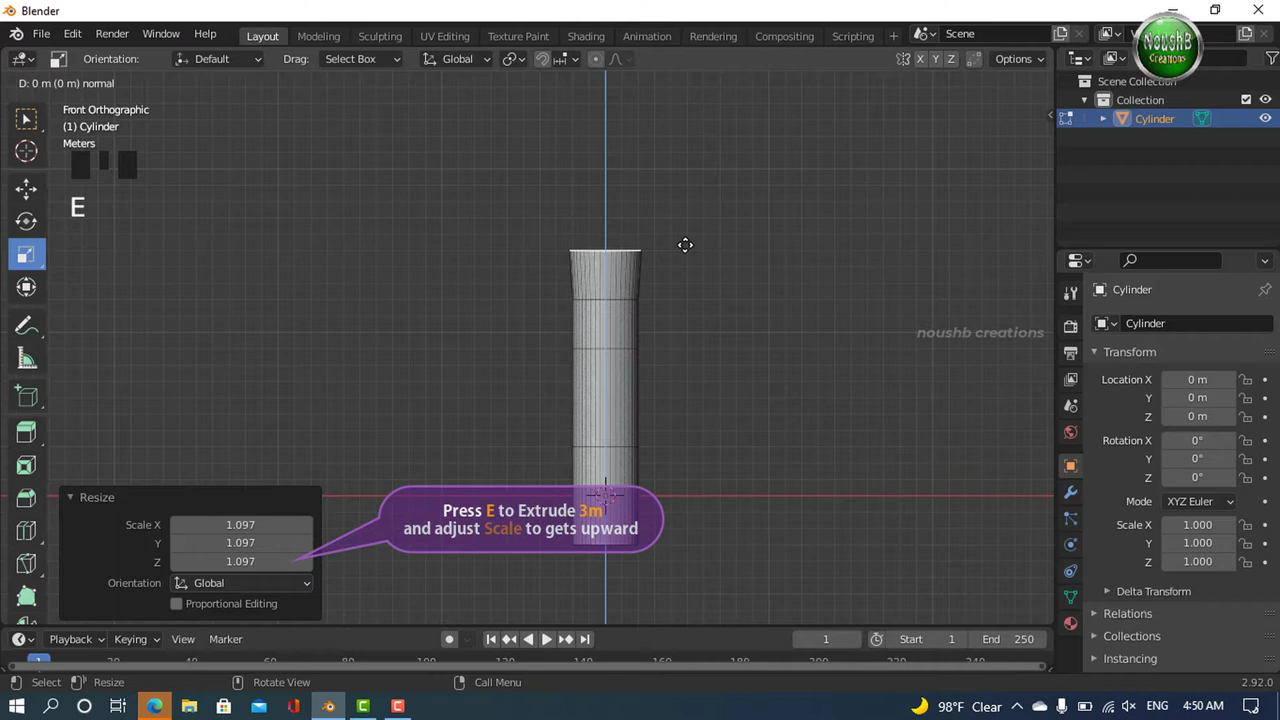 Blender
File Edit Render Window Help Layout Modeling Sculpting UV Editing Texture Paint Shading Animation Rendering Compositing Scripting + Scene
NoushB
Creations
Orientation: Default Drag: Select Box Global X Y Z Options
D: 0 m (0 m) normal
Front Orthographic
(1) Cylinder
Meters
E
Scene Collection
Collection
Cylinder
noushb creations
Cylinder
Cylinder
Transform
Location X 0 m
Y 0 m
Z 0 m
Rotation X 0°
Y 0°
Z 0°
Mode XYZ Euler
Scale X 1.000
Y 1.000
Z 1.000
Delta Transform
Relations
Collections
Instancing
Resize
Scale X 1.097
Y 1.097
Z 1.097
Orientation Global
Proportional Editing
Press E to Extrude 3m
and adjust Scale to gets upward
Playback Keying View Marker 1 Start 1 End 250
Select Resize Rotate View Call Menu 2.92.0
98°F Clear ENG 4:50 AM